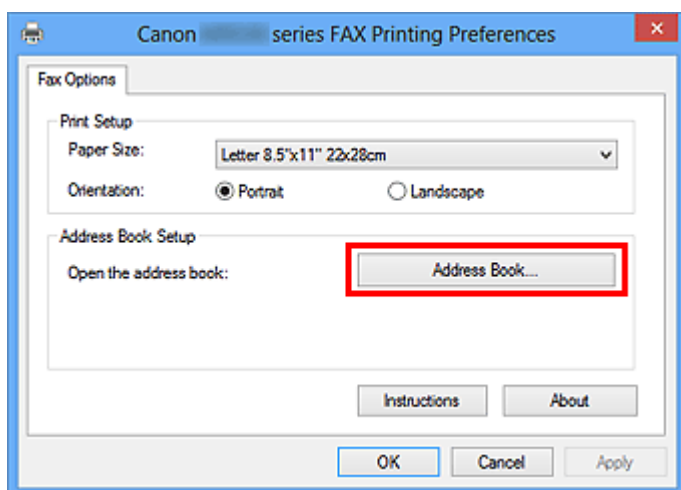 Canon series FAX Printing Preferences
Fax Options
Print Setup
Paper Size: Letter 8.5"x11" 22x28cm
Orientation: Portrait Landscape
Address Book Setup
Open the address book: Address Book...
Instructions About
OK Cancel Apply